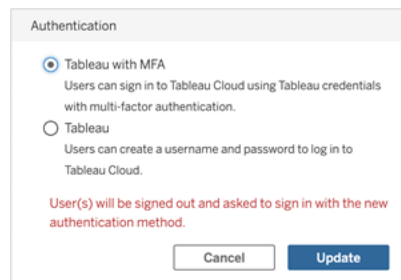 Authentication
Tableau with MFA
Users can sign in to Tableau Cloud using Tableau credentials
with multi-factor authentication.
Tableau
Users can create a username and password to log in to
Tableau Cloud.
User(s) will be signed out and asked to sign in with the new
authentication method.
Cancel
Update